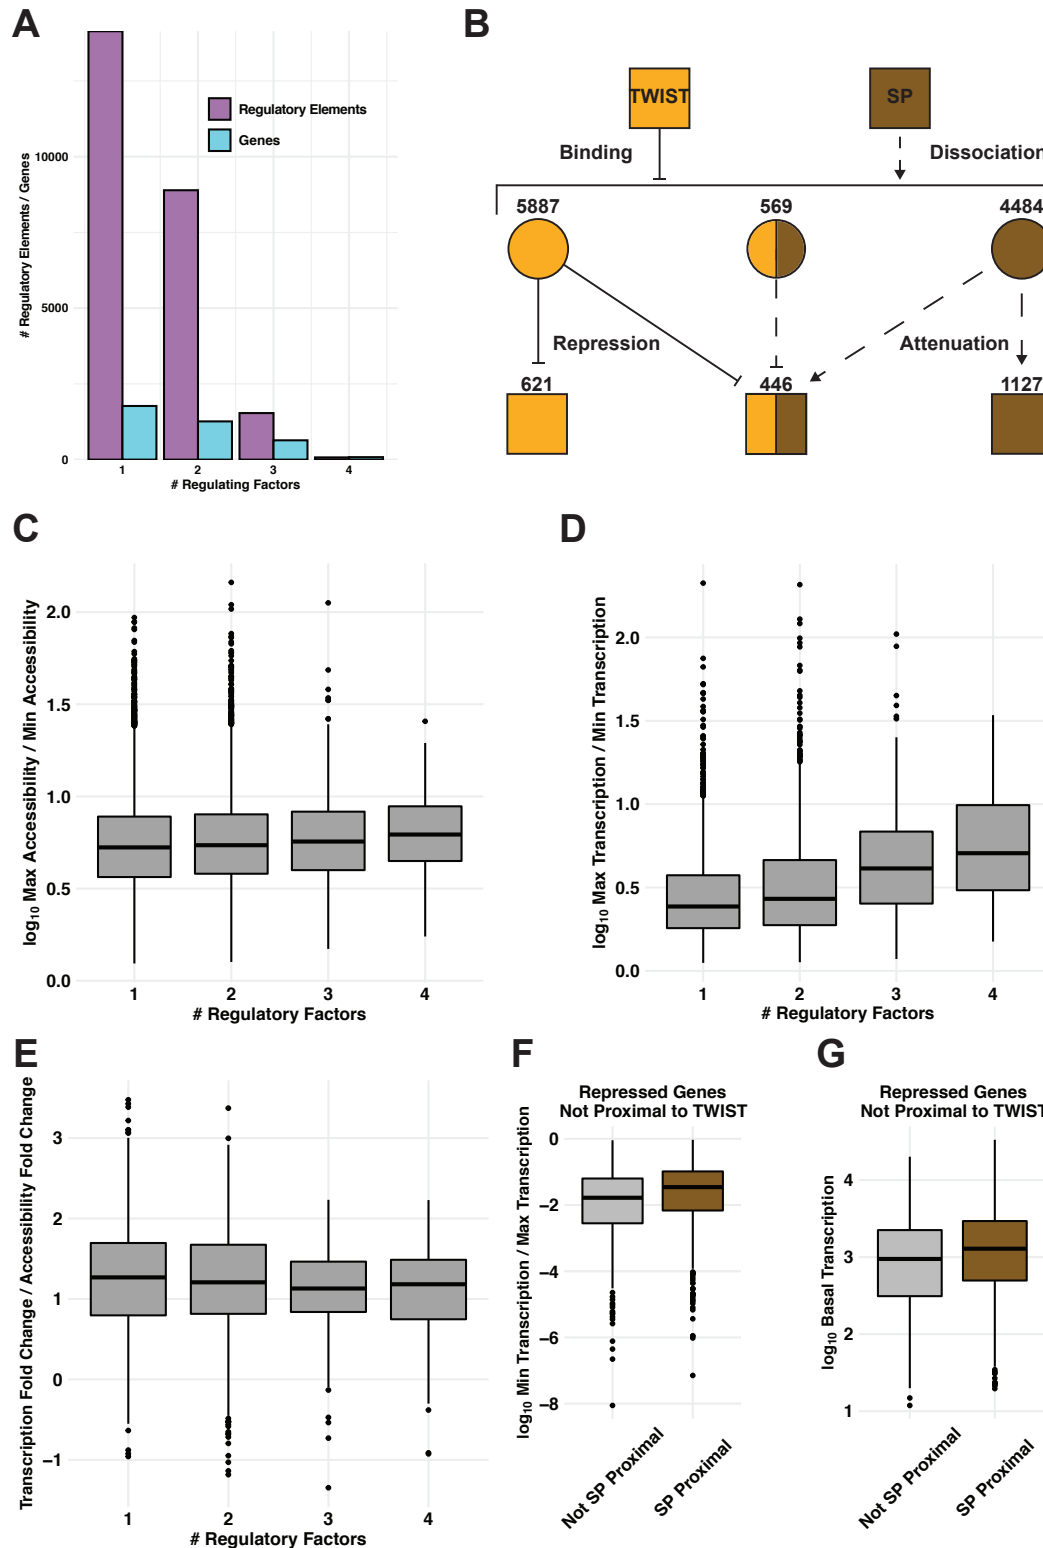 A
10000
5000
0
# Regulatory Elements / Genes
Regulatory Elements
Genes
1 2 3 4
# Regulating Factors
B
TWIST SP
Binding Dissociation
5887 569 4484
Repression Attenuation
621 446 1127
C
2.0
1.5
1.0
0.5
0.0
log10 Max Accessibility / Min Accessibility
1 2 3 4
# Regulatory Factors
D
2.0
1.5
1.0
0.5
0.0
log10 Max Transcription / Min Transcription
1 2 3 4
# Regulatory Factors
E
3
2
1
0
−1
Transcription Fold Change / Accessibility Fold Change
1 2 3 4
# Regulatory Factors
F
Repressed Genes
Not Proximal to TWIST
0
−2
−4
−6
−8
log10 Min Transcription / Max Transcription
Not SP Proximal
SP Proximal
G
Repressed Genes
Not Proximal to TWIST
4
3
2
1
log10 Basal Transcription
Not SP Proximal
SP Proximal